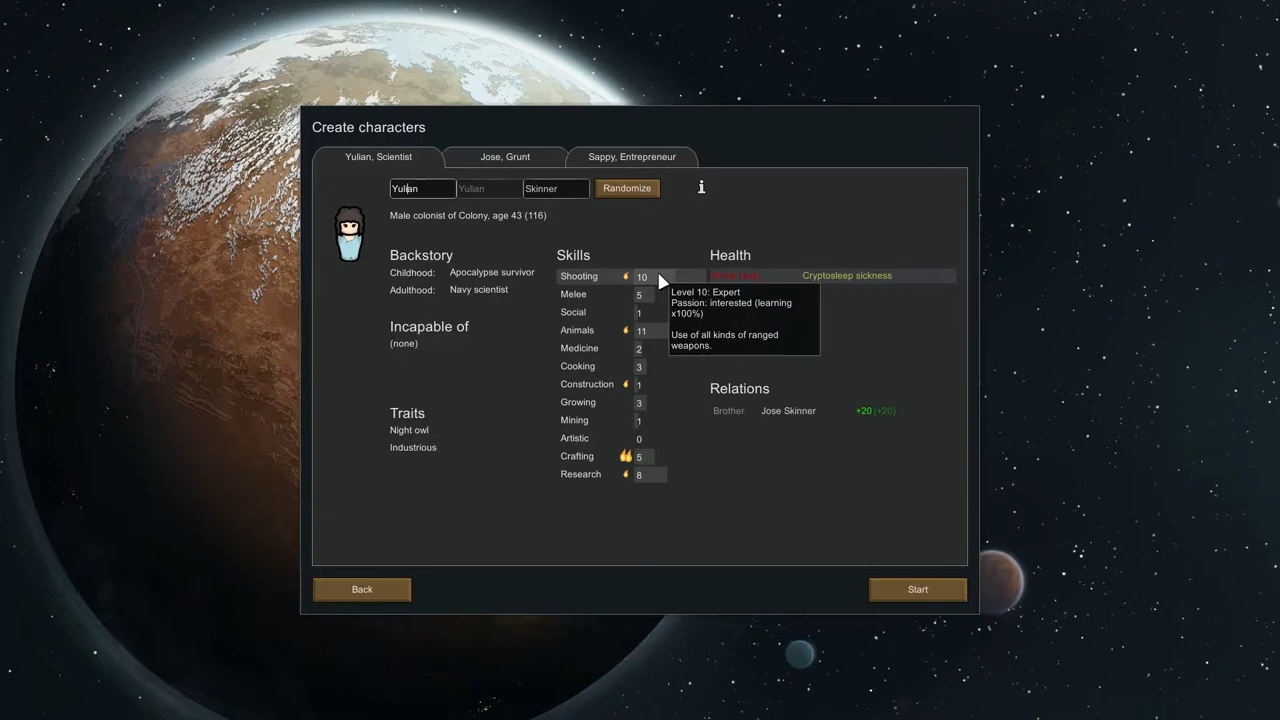 Create characters
Yulian, Scientist
Jose, Grunt
Sappy, Entrepreneur
Yulian
Yulian
Skinner
Randomize
Male colonist of Colony, age 43 (116)
Backstory
Childhood: Apocalypse survivor
Adulthood: Navy scientist
Incapable of
(none)
Traits
Night owl
Industrious
Skills
Shooting 10
Melee 5
Social 1
Animals 11
Medicine 2
Cooking 3
Construction 1
Growing 3
Mining 1
Artistic 0
Crafting 5
Research 8
Level 10: Expert
Passion: interested (learning
x100%)
Use of all kinds of ranged
weapons.
Health
Cryptosleep sickness
Relations
Brother Jose Skinner +20 (+20)
Back
Start